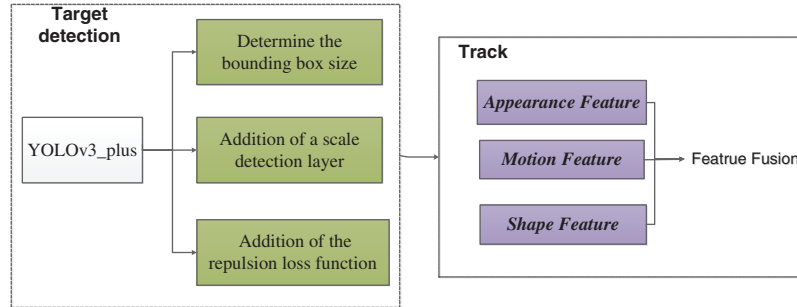 Target
detection
YOLOv3_plus
Determine the
bounding box size
Addition of a scale
detection layer
Addition of the
repulsion loss function
Track
Appearance Feature
Motion Feature
Shape Feature
Featrue Fusion